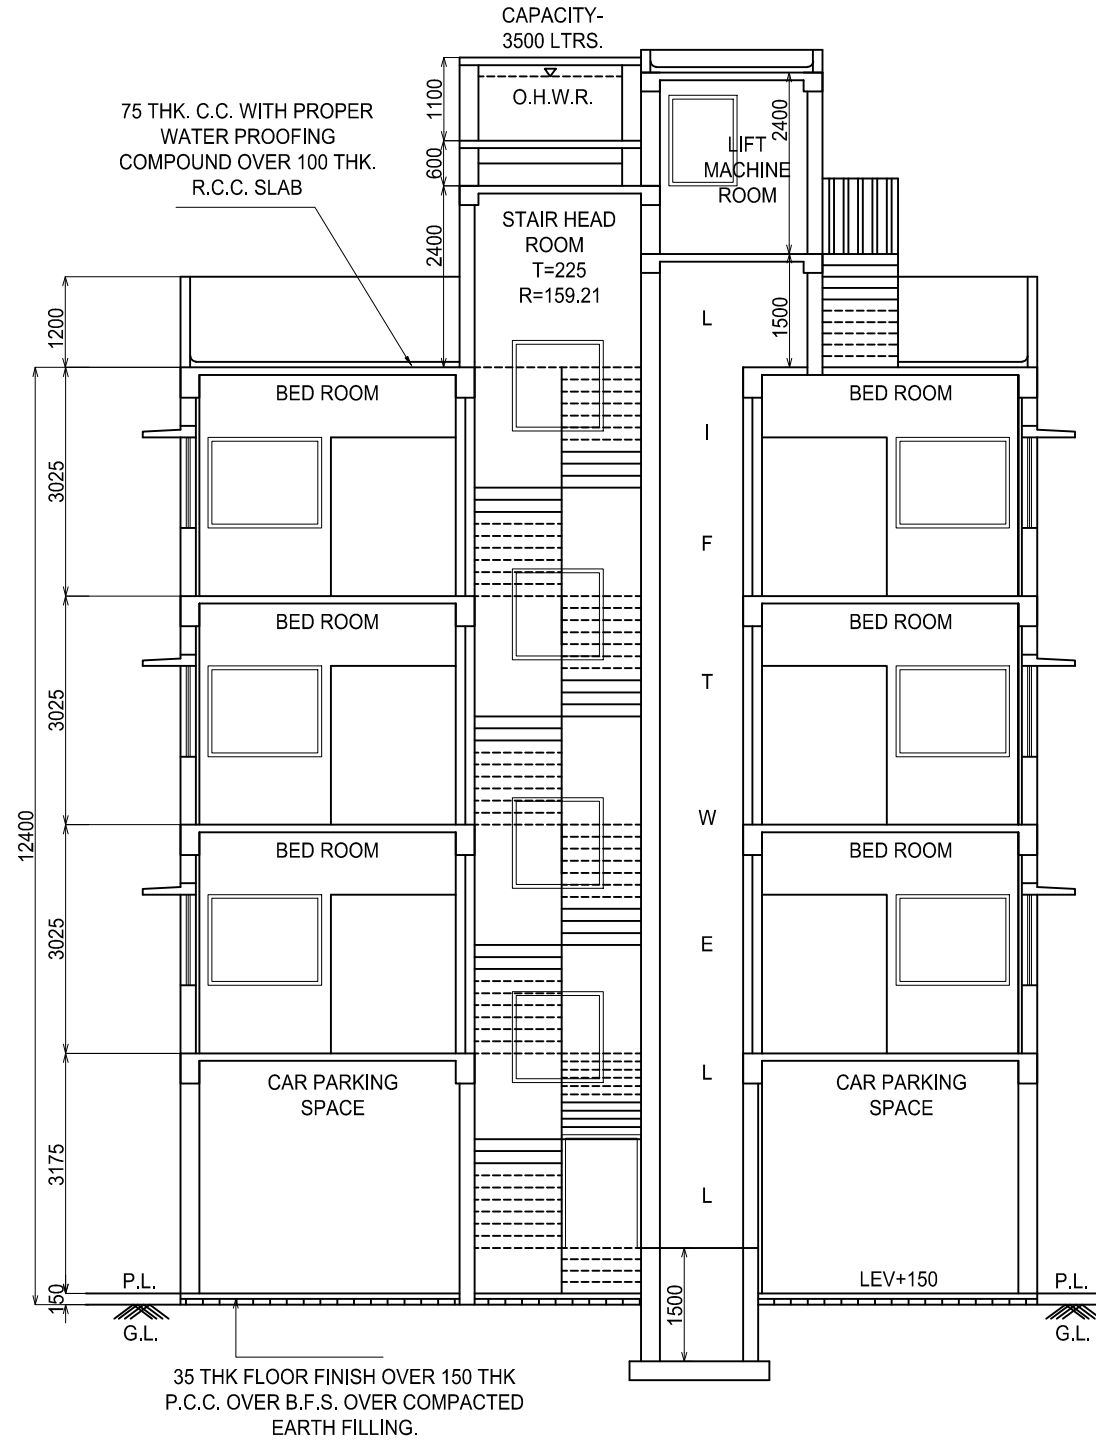 CAPACITY-
3500 LTRS.
O.H.W.R.
1100
600
2400
75 THK. C.C. WITH PROPER
WATER PROOFING
COMPOUND OVER 100 THK.
R.C.C. SLAB
LIFT
MACHINE
ROOM
2400
1500
STAIR HEAD
ROOM
T=225
R=159.21
1200
3025
3025
3025
3175
150
12400
BED ROOM
BED ROOM
BED ROOM
BED ROOM
BED ROOM
BED ROOM
L
I
F
T
W
E
L
L
CAR PARKING
SPACE
CAR PARKING
SPACE
LEV+150
1500
P.L.
G.L.
P.L.
G.L.
35 THK FLOOR FINISH OVER 150 THK
P.C.C. OVER B.F.S. OVER COMPACTED
EARTH FILLING.